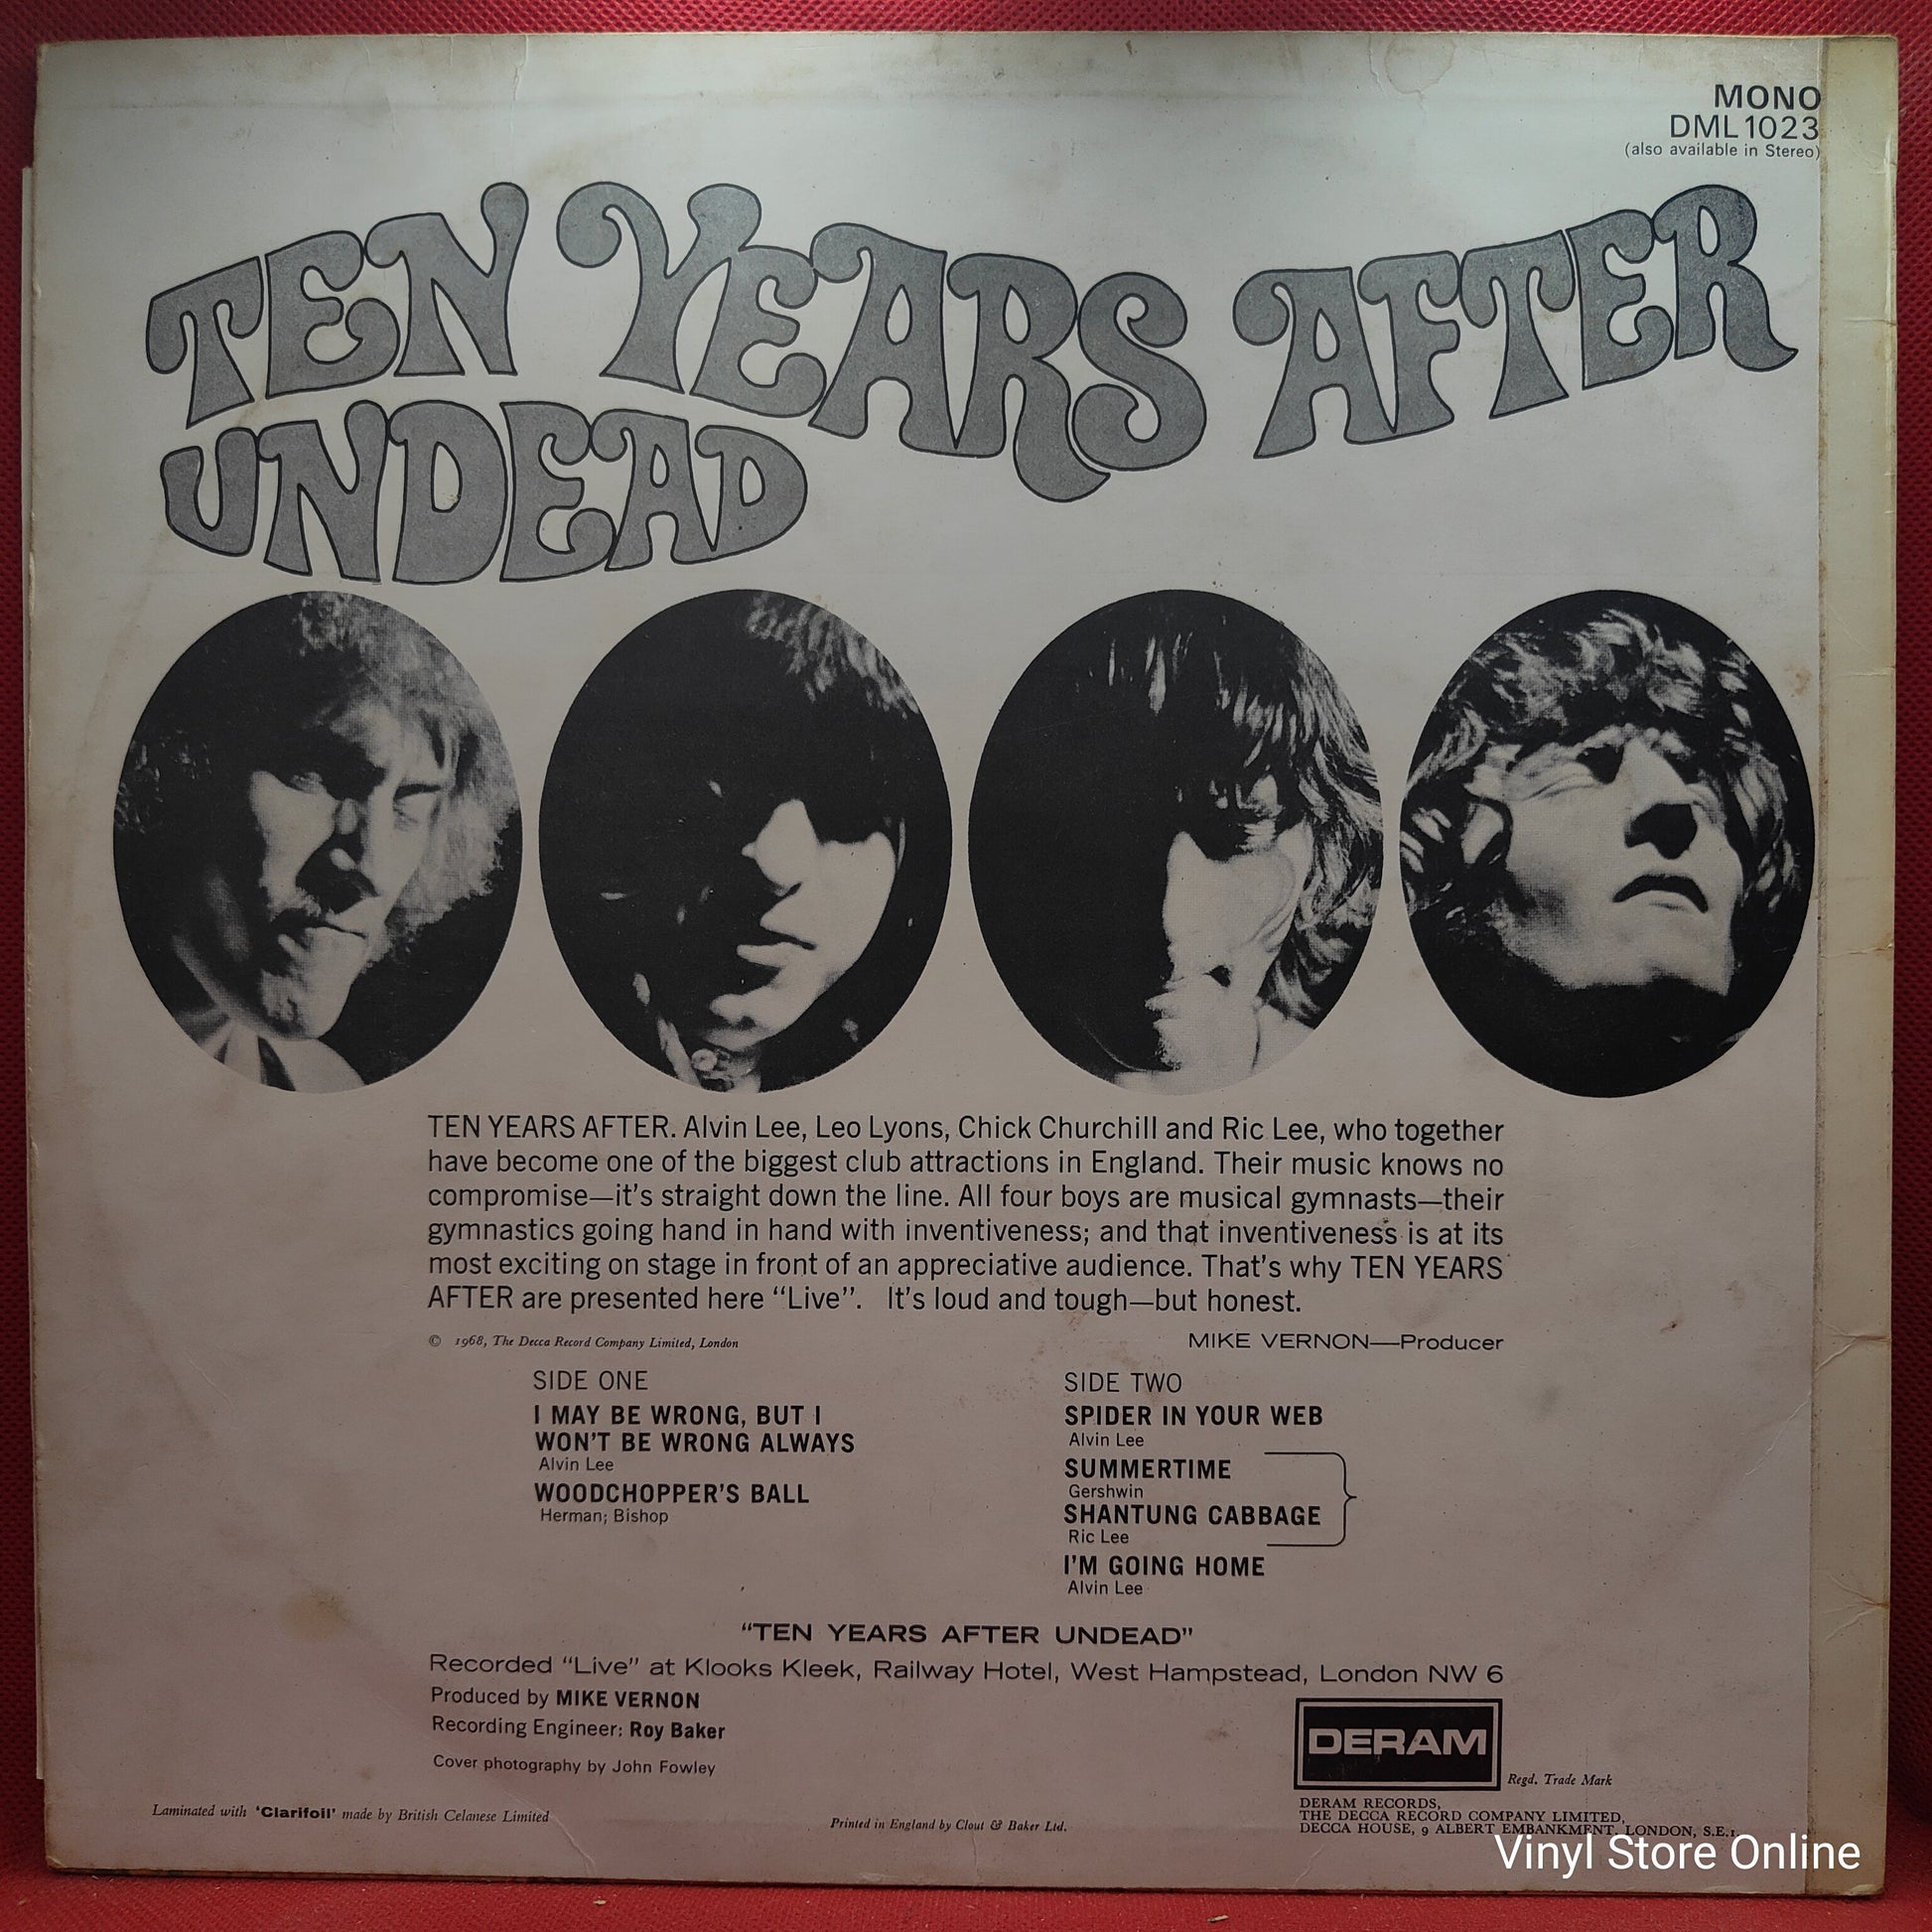 MONO
DML 1023
(also available in Stereo)
TEN YEARS AFTER
UNDEAD
TEN YEARS AFTER. Alvin Lee, Leo Lyons, Chick Churchill and Ric Lee, who together
have become one of the biggest club attractions in England. Their music knows no
compromise—it's straight down the line. All four boys are musical gymnasts—their
gymnastics going hand in hand with inventiveness; and that inventiveness is at its
most exciting on stage in front of an appreciative audience. That's why TEN YEARS
AFTER are presented here “Live”. It's loud and tough—but honest.
© 1968, The Decca Record Company Limited, London
MIKE VERNON—Producer
SIDE ONE
I MAY BE WRONG, BUT I
WON'T BE WRONG ALWAYS
Alvin Lee
WOODCHOPPER'S BALL
Herman; Bishop
SIDE TWO
SPIDER IN YOUR WEB
Alvin Lee
SUMMERTIME
Gershwin
SHANTUNG CABBAGE
Ric Lee
I'M GOING HOME
Alvin Lee
“TEN YEARS AFTER UNDEAD”
Recorded “Live” at Klooks Kleek, Railway Hotel, West Hampstead, London NW 6
Produced by MIKE VERNON
Recording Engineer: Roy Baker
Cover photography by John Fowley
DERAM
Regd. Trade Mark
DERAM RECORDS,
THE DECCA RECORD COMPANY LIMITED,
DECCA HOUSE, 9 ALBERT EMBANKMENT, LONDON, S.E.1.
Laminated with 'Clarifoil' made by British Celanese Limited
Printed in England by Clout & Baker Ltd.
Vinyl Store Online